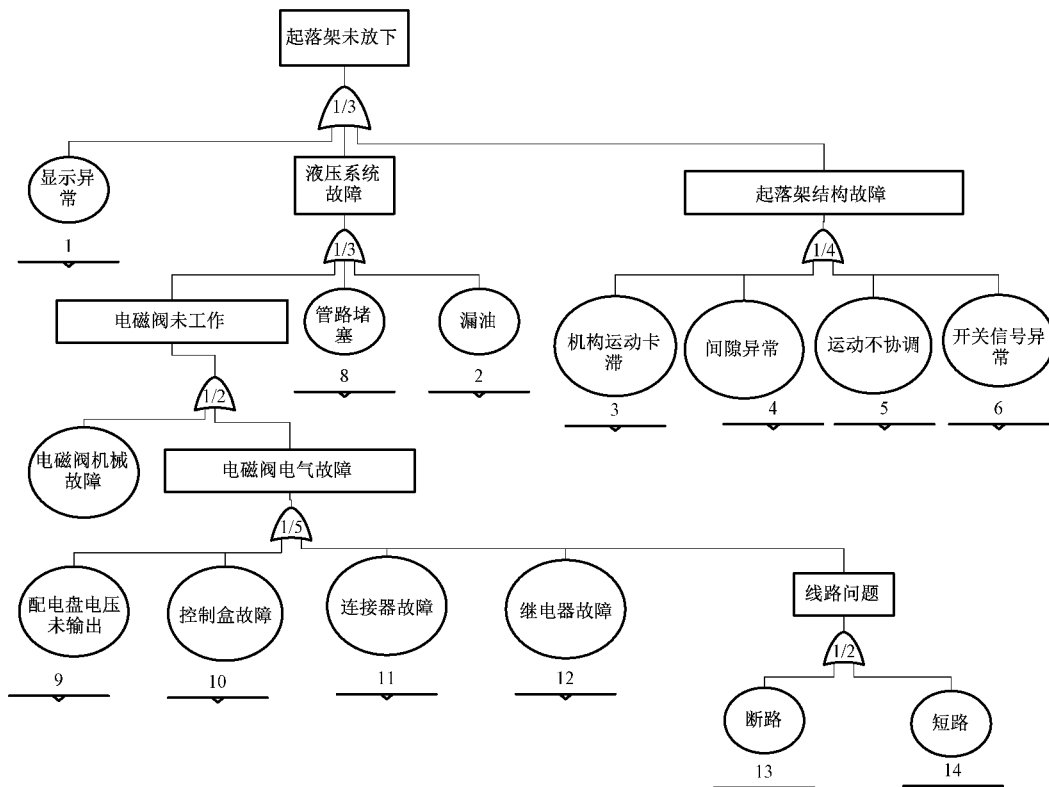 起落架未放下
1/3
显示异
常
1
液压系统
故障
起落架结构故障
1/3
1/4
电磁阀未工作
管路堵
塞
8
漏油
2
机构运动卡
滞
3
间隙异常
4
运动不协调
5
开关信号异
常
6
1/2
电磁阀机械
故障
电磁阀电气故障
1/5
配电盘电压
未输出
9
控制盒故障
10
连接器故障
11
继电器故障
12
线路问题
1/2
断路
13
短路
14